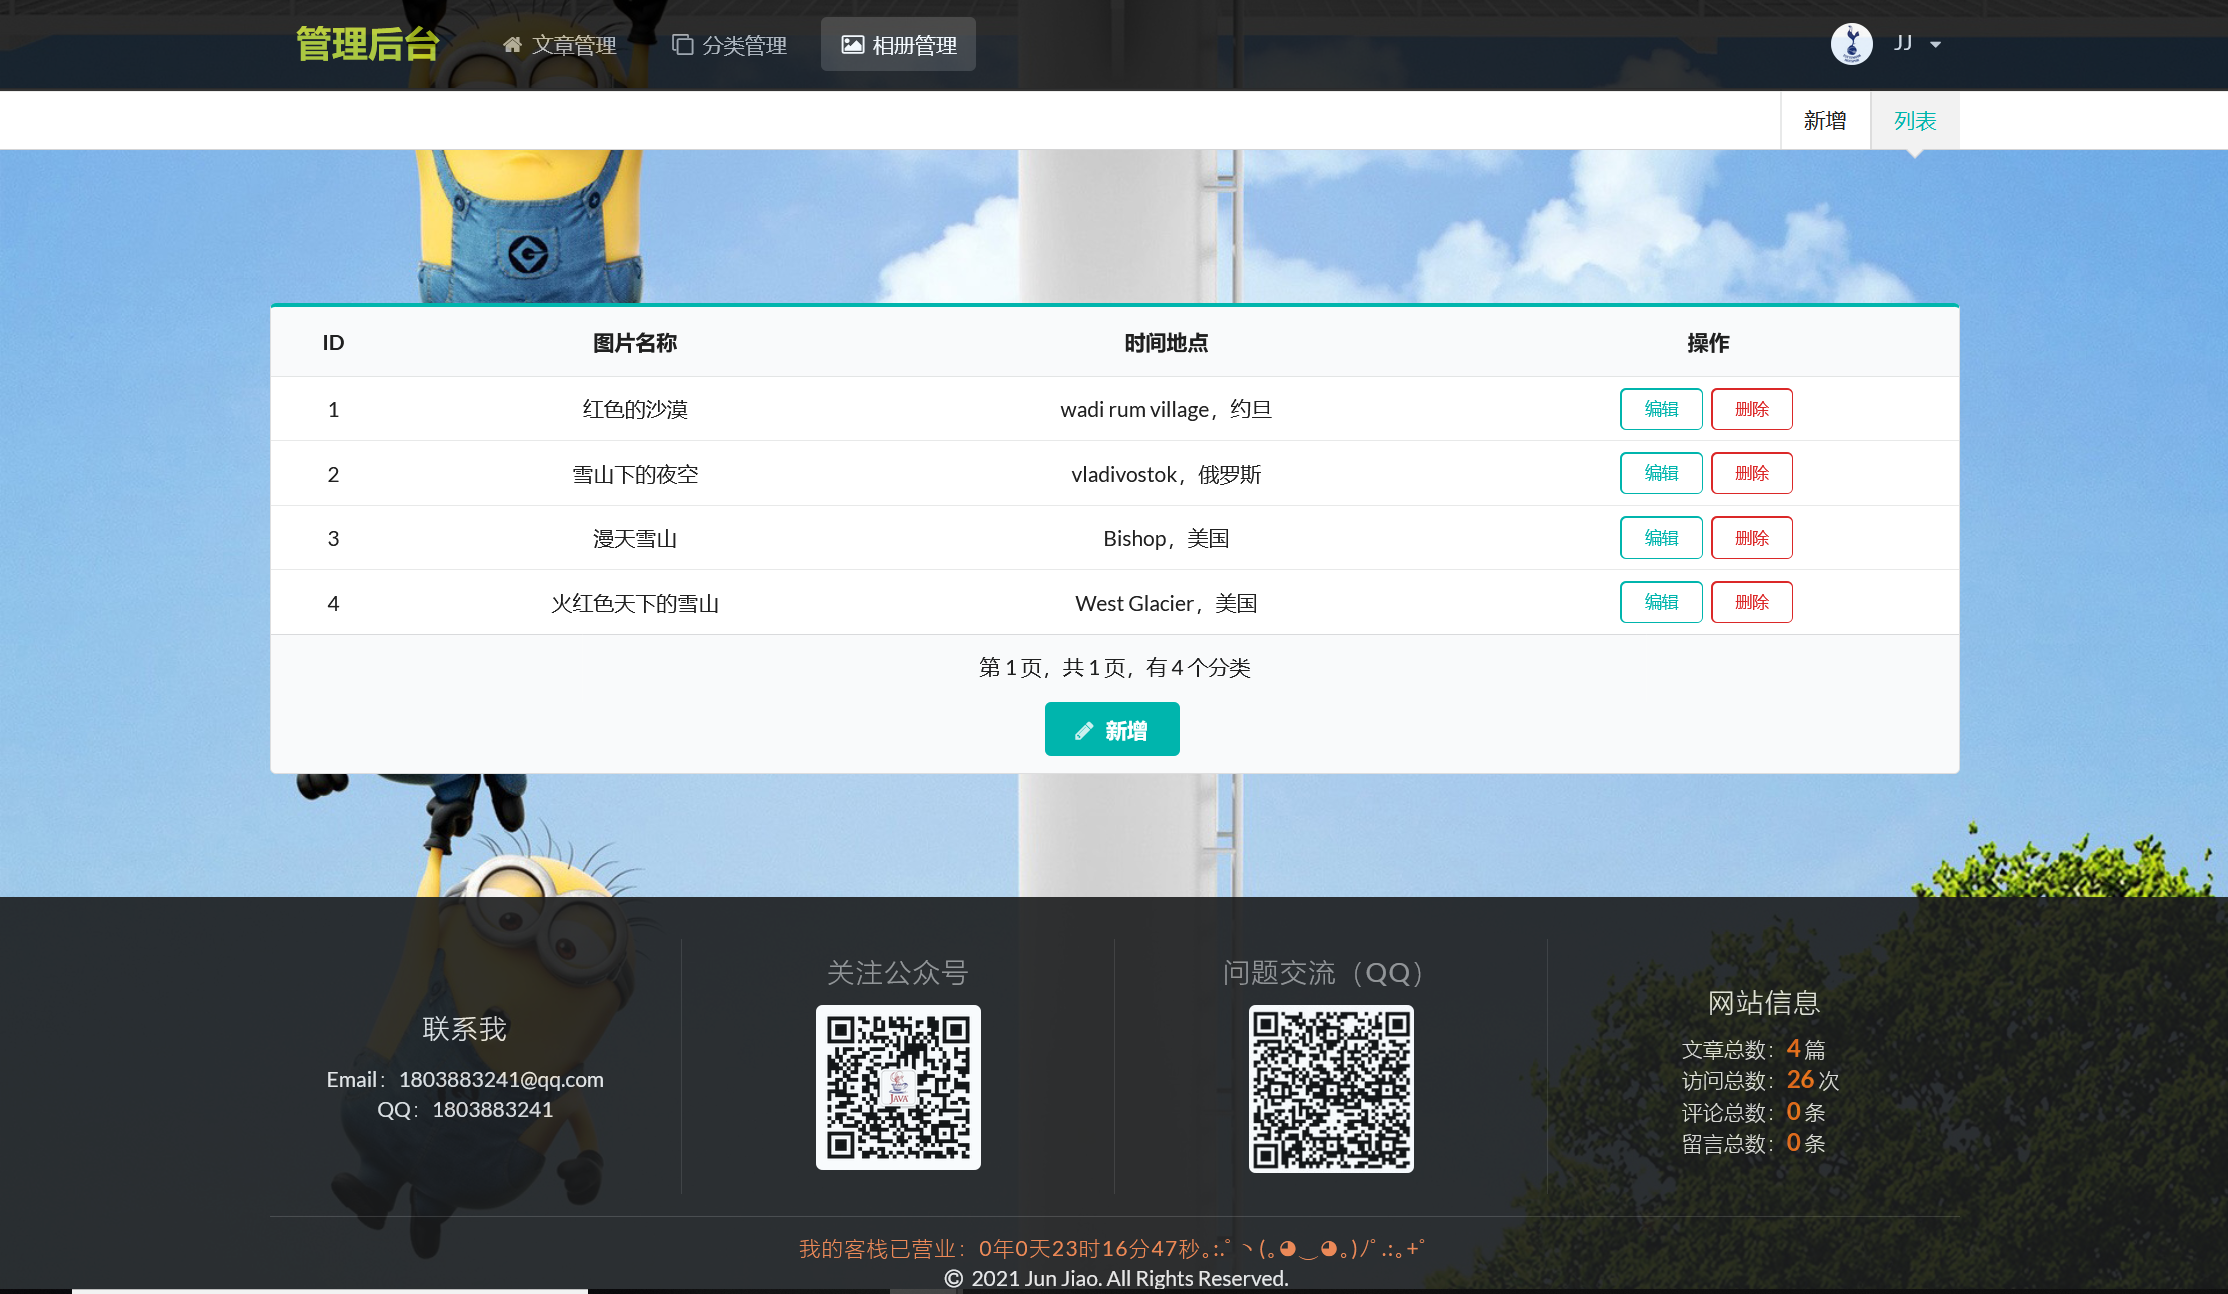 管理后台 文章管理 分类管理 相册管理 JJ
新增 列表
ID 图片名称 时间地点 操作
1 红色的沙漠 wadi rum village，约旦 编辑 删除
2 雪山下的夜空 vladivostok，俄罗斯 编辑 删除
3 漫天雪山 Bishop，美国 编辑 删除
4 火红色天下的雪山 West Glacier，美国 编辑 删除
第 1 页，共 1 页，有 4 个分类
新增
联系我
Email：1803883241@qq.com
QQ：1803883241
关注公众号
JAVA
问题交流（QQ）
网站信息
文章总数：4 篇
访问总数：26 次
评论总数：0 条
留言总数：0 条
我的客栈已营业：0年0天23时16分47秒｡:.ﾟヽ(｡◕‿◕｡)ﾉﾟ.:｡+ﾟ
© 2021 Jun Jiao. All Rights Reserved.